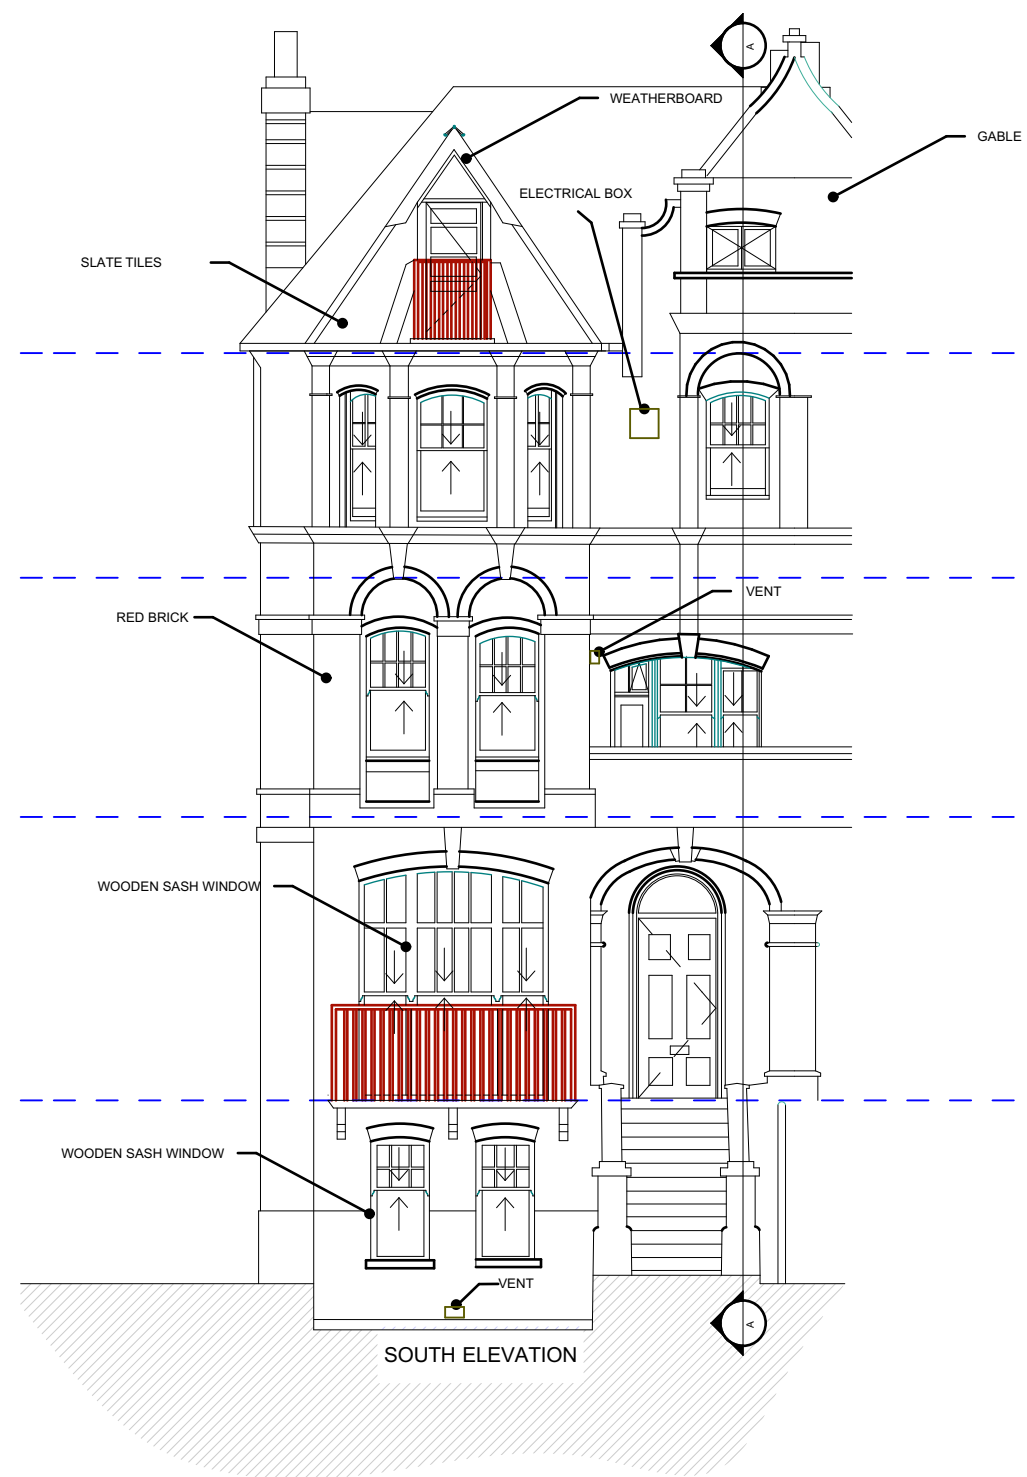 A
WEATHERBOARD
GABLE
ELECTRICAL BOX
SLATE TILES
VENT
RED BRICK
WOODEN SASH WINDOW
WOODEN SASH WINDOW
VENT
A
SOUTH ELEVATION